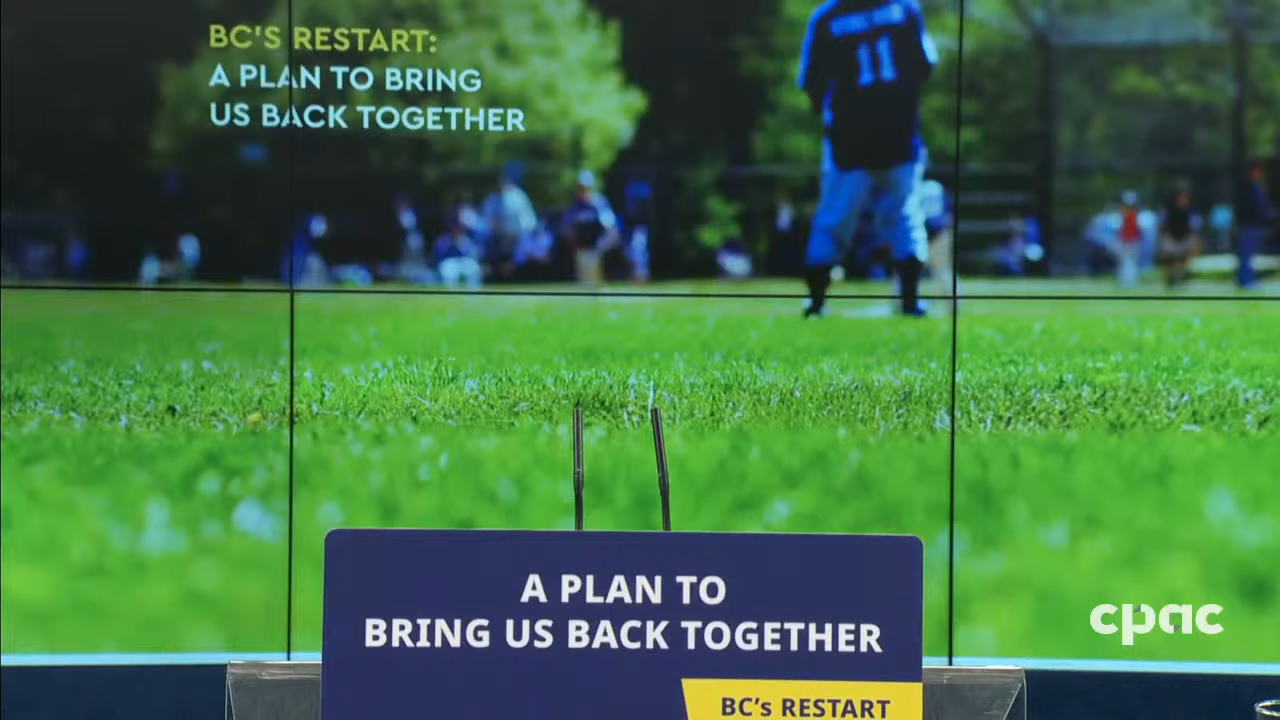 BC'S RESTART:
A PLAN TO BRING
US BACK TOGETHER
11
A PLAN TO
BRING US BACK TOGETHER
BC's RESTART
cpac